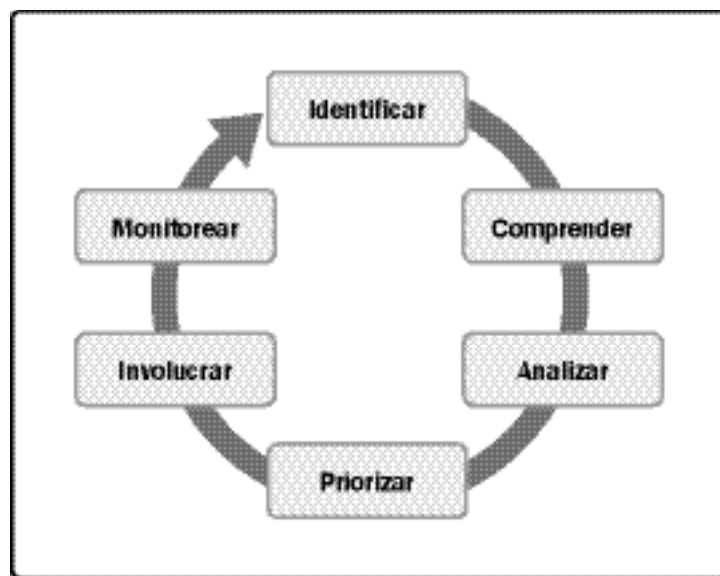 Identificar
Comprender
Analizar
Priorizar
Involucrar
Monitorear